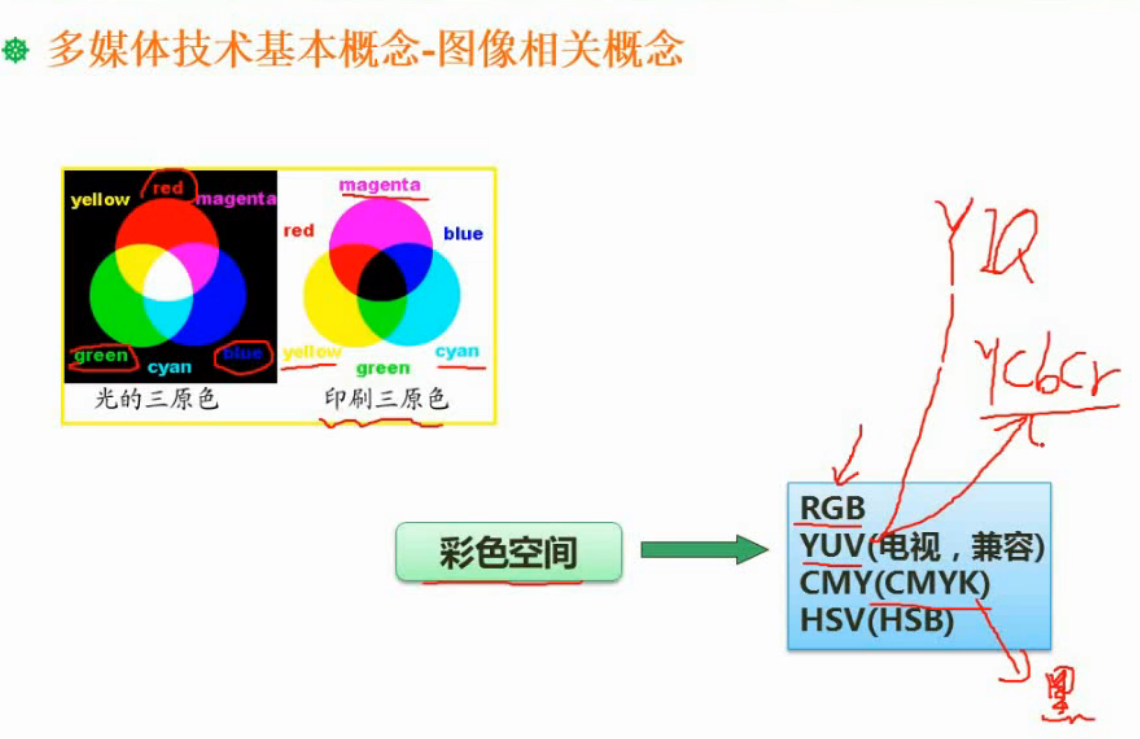 多媒体技术基本概念-图像相关概念
yellow
red
magenta
green
cyan
blue
光的三原色
magenta
red
blue
yellow
green
cyan
印刷三原色
YIQ
YCbCr
彩色空间
RGB
YUV(电视，兼容)
CMY(CMYK)
HSV(HSB)
黑